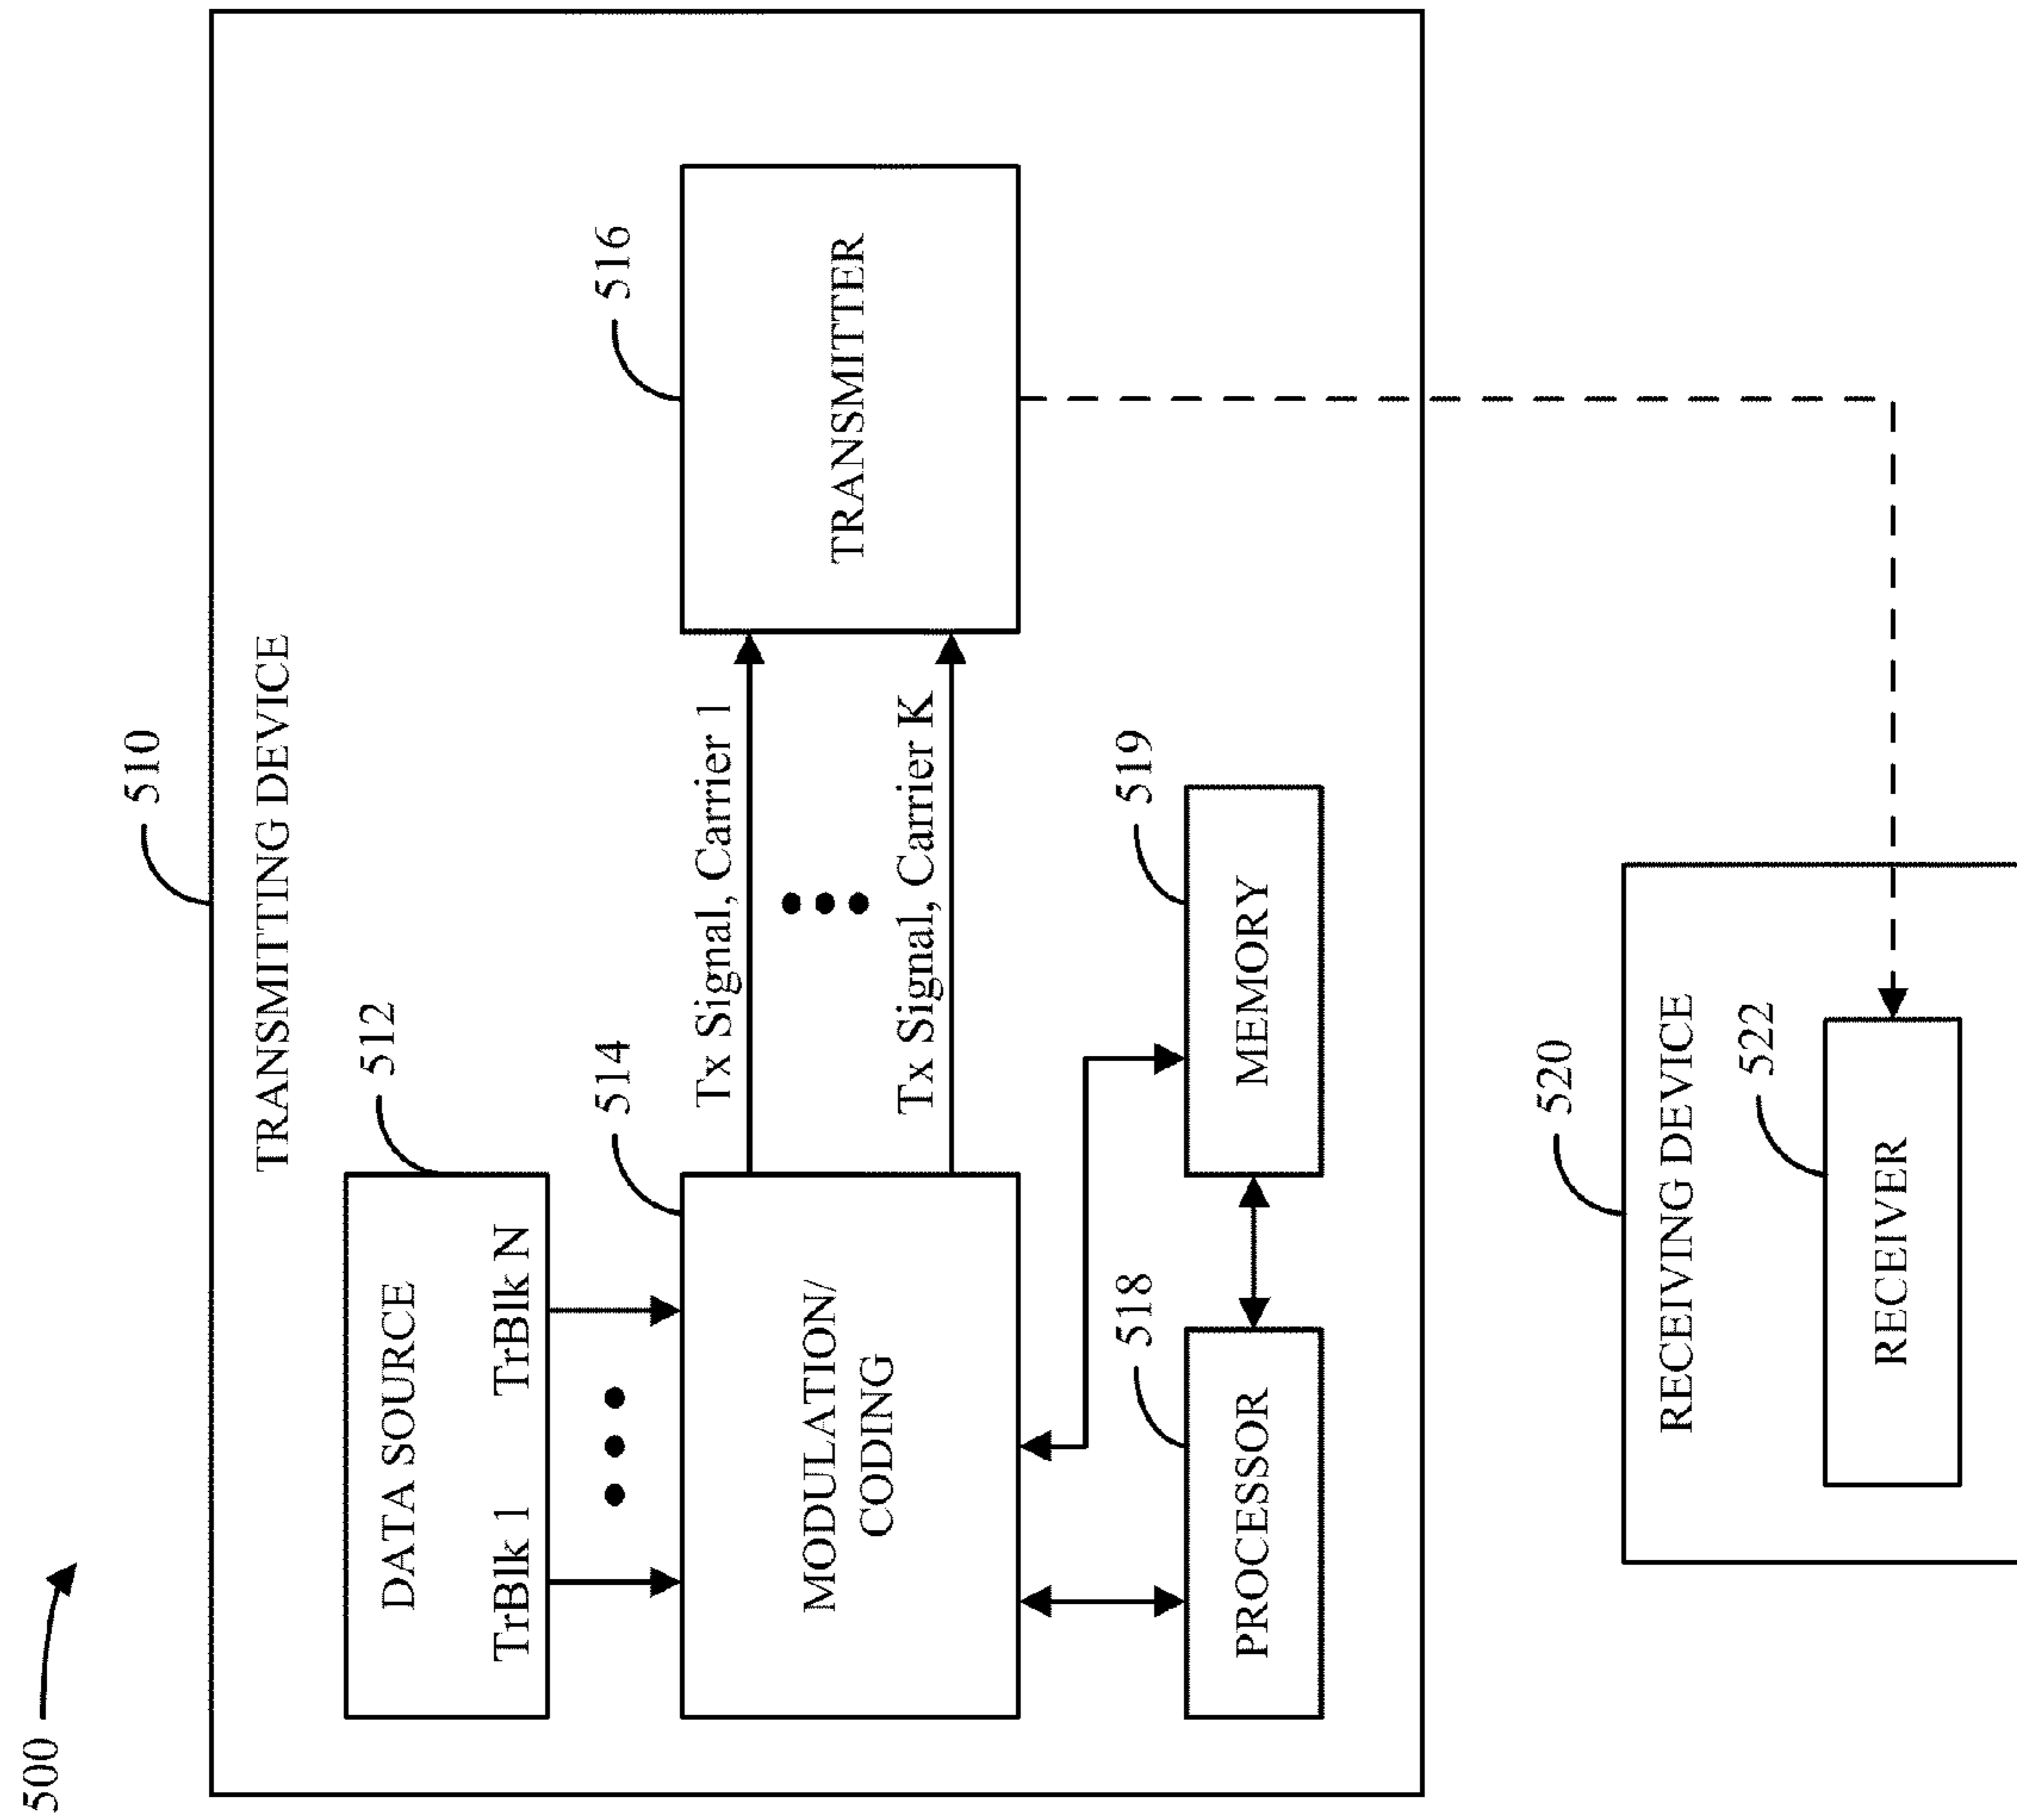 500
510
TRANSMITTING DEVICE
512
DATA SOURCE
TrBlk 1
TrBlk N
514
MODULATION/
CODING
Tx Signal, Carrier 1
Tx Signal, Carrier K
516
TRANSMITTER
518
PROCESSOR
519
MEMORY
520
RECEIVING DEVICE
522
RECEIVER